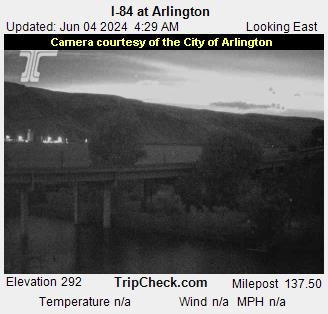 I-84 at Arlington
Updated: Jun 04 2024 4:29 AM Looking East
Camera courtesy of the City of Arlington
Elevation 292 TripCheck.com Milepost 137.50
Temperature n/a Wind n/a MPH n/a